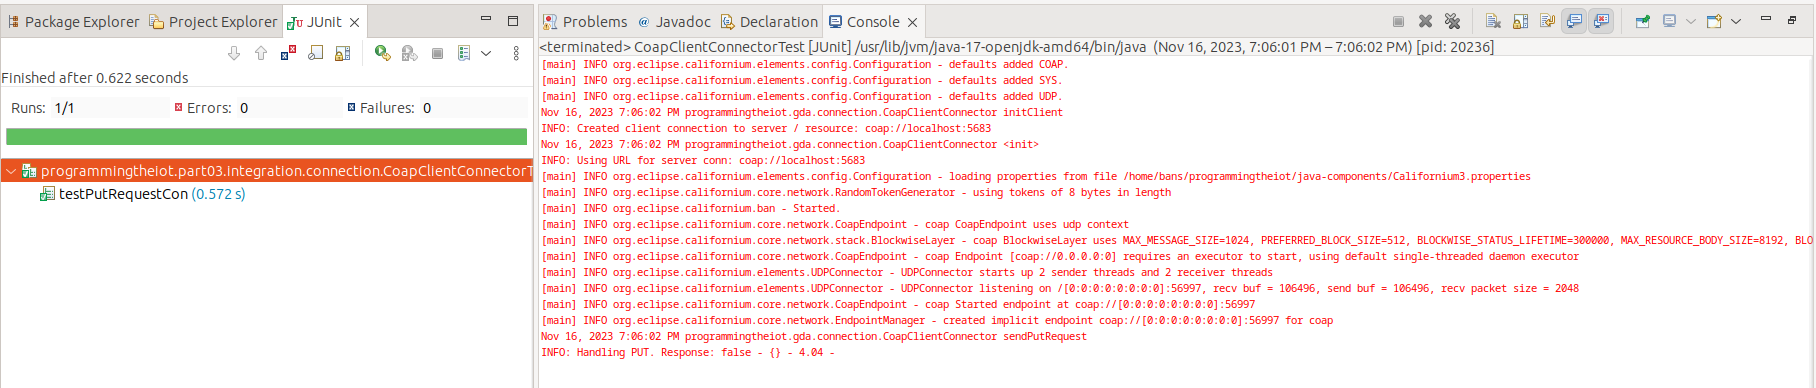 Package Explorer Project Explorer JUnit
Finished after 0.622 seconds
Runs: 1/1 Errors: 0 Failures: 0
programmingtheiot.part03.integration.connection.CoapClientConnectorT
testPutRequestCon (0.572 s)
Problems Javadoc Declaration Console
<terminated> CoapClientConnectorTest [JUnit] /usr/lib/jvm/java-17-openjdk-amd64/bin/java (Nov 16, 2023, 7:06:01 PM – 7:06:02 PM) [pid: 20236]
[main] INFO org.eclipse.californium.elements.config.Configuration - defaults added COAP.
[main] INFO org.eclipse.californium.elements.config.Configuration - defaults added SYS.
[main] INFO org.eclipse.californium.elements.config.Configuration - defaults added UDP.
Nov 16, 2023 7:06:02 PM programmingtheiot.gda.connection.CoapClientConnector initClient
INFO: Created client connection to server / resource: coap://localhost:5683
Nov 16, 2023 7:06:02 PM programmingtheiot.gda.connection.CoapClientConnector <init>
INFO: Using URL for server conn: coap://localhost:5683
[main] INFO org.eclipse.californium.elements.config.Configuration - loading properties from file /home/bans/programmingtheiot/java-components/Californium3.properties
[main] INFO org.eclipse.californium.core.network.RandomTokenGenerator - using tokens of 8 bytes in length
[main] INFO org.eclipse.californium.ban - Started.
[main] INFO org.eclipse.californium.core.network.CoapEndpoint - coap CoapEndpoint uses udp context
[main] INFO org.eclipse.californium.core.network.stack.BlockwiseLayer - coap BlockwiseLayer uses MAX_MESSAGE_SIZE=1024, PREFERRED_BLOCK_SIZE=512, BLOCKWISE_STATUS_LIFETIME=300000, MAX_RESOURCE_BODY_SIZE=8192, BLO
[main] INFO org.eclipse.californium.core.network.CoapEndpoint - coap Endpoint [coap://0.0.0.0:0] requires an executor to start, using default single-threaded daemon executor
[main] INFO org.eclipse.californium.elements.UDPConnector - UDPConnector starts up 2 sender threads and 2 receiver threads
[main] INFO org.eclipse.californium.elements.UDPConnector - UDPConnector listening on /[0:0:0:0:0:0:0:0]:56997, recv buf = 106496, send buf = 106496, recv packet size = 2048
[main] INFO org.eclipse.californium.core.network.CoapEndpoint - coap Started endpoint at coap://[0:0:0:0:0:0:0:0]:56997
[main] INFO org.eclipse.californium.core.network.EndpointManager - created implicit endpoint coap://[0:0:0:0:0:0:0:0]:56997 for coap
Nov 16, 2023 7:06:02 PM programmingtheiot.gda.connection.CoapClientConnector sendPutRequest
INFO: Handling PUT. Response: false - {} - 4.04 -